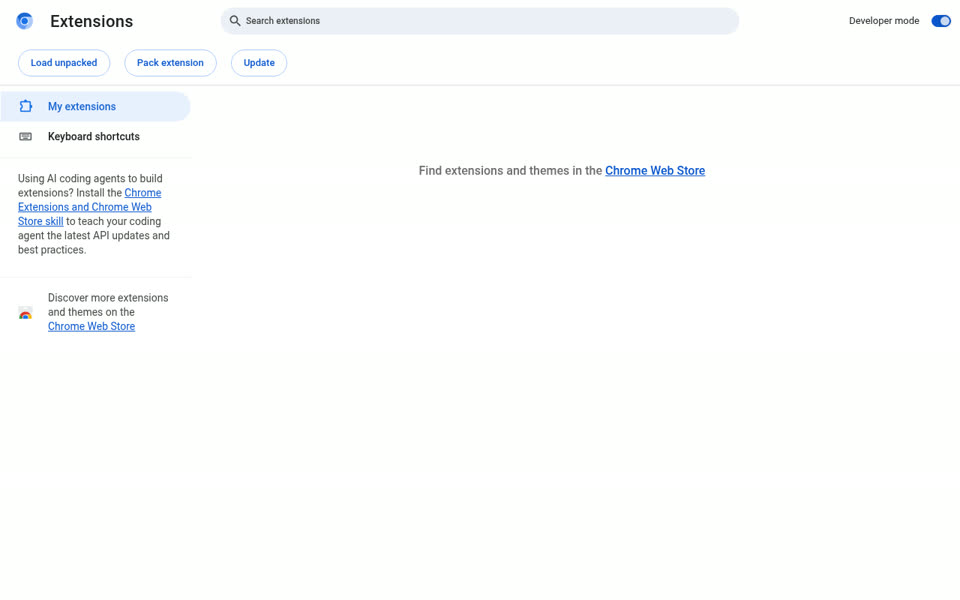 Extensions
Search extensions
Developer mode
Load unpacked
Pack extension
Update
My extensions
Keyboard shortcuts
Using AI coding agents to build
extensions? Install the Chrome
Extensions and Chrome Web
Store skill to teach your coding
agent the latest API updates and
best practices.
Discover more extensions
and themes on the
Chrome Web Store
Find extensions and themes in the Chrome Web Store